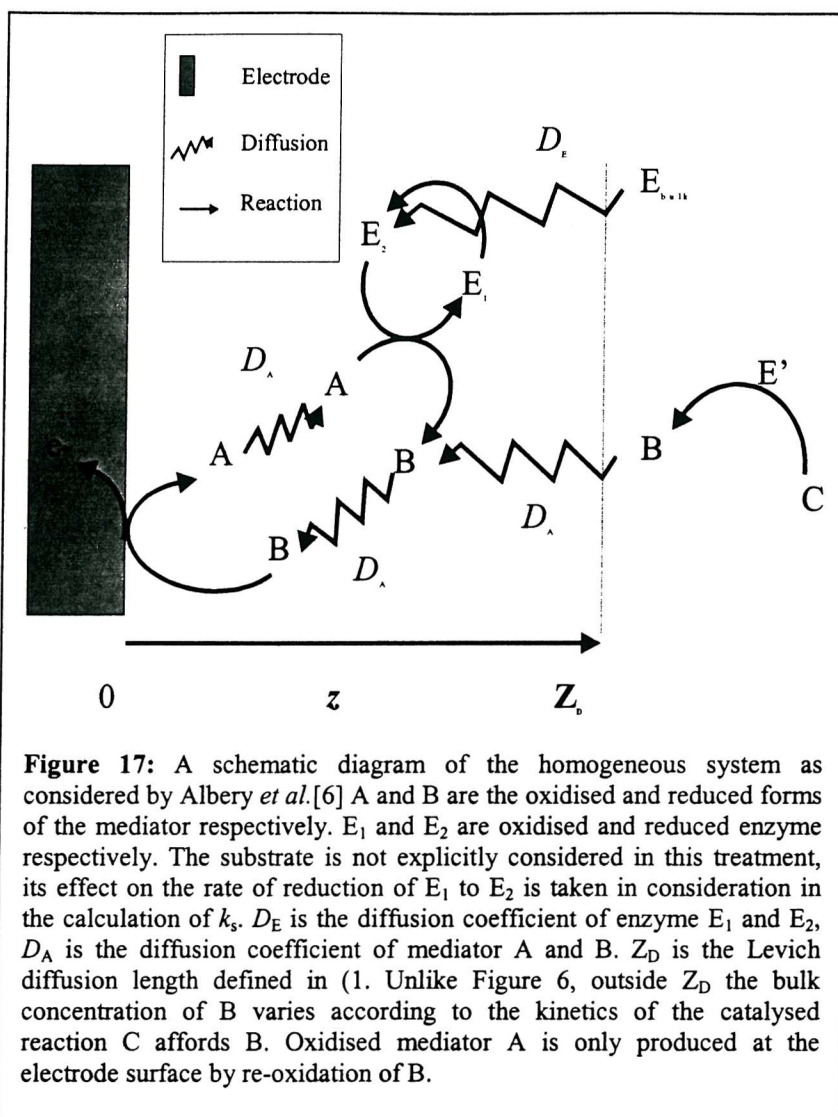 Electrode
Diffusion
Reaction
D_E
E_bulk
E_2
E_1
E'
D_A
A
A
B
B
C
B
D_A
D_A
0 z Z_D
Figure 17: A schematic diagram of the homogeneous system as
considered by Albery et al.[6] A and B are the oxidised and reduced forms
of the mediator respectively. E₁ and E₂ are oxidised and reduced enzyme
respectively. The substrate is not explicitly considered in this treatment,
its effect on the rate of reduction of E₁ to E₂ is taken in consideration in
the calculation of kₛ. D_E is the diffusion coefficient of enzyme E₁ and E₂,
D_A is the diffusion coefficient of mediator A and B. Z_D is the Levich
diffusion length defined in (1. Unlike Figure 6, outside Z_D the bulk
concentration of B varies according to the kinetics of the catalysed
reaction C affords B. Oxidised mediator A is only produced at the
electrode surface by re-oxidation of B.